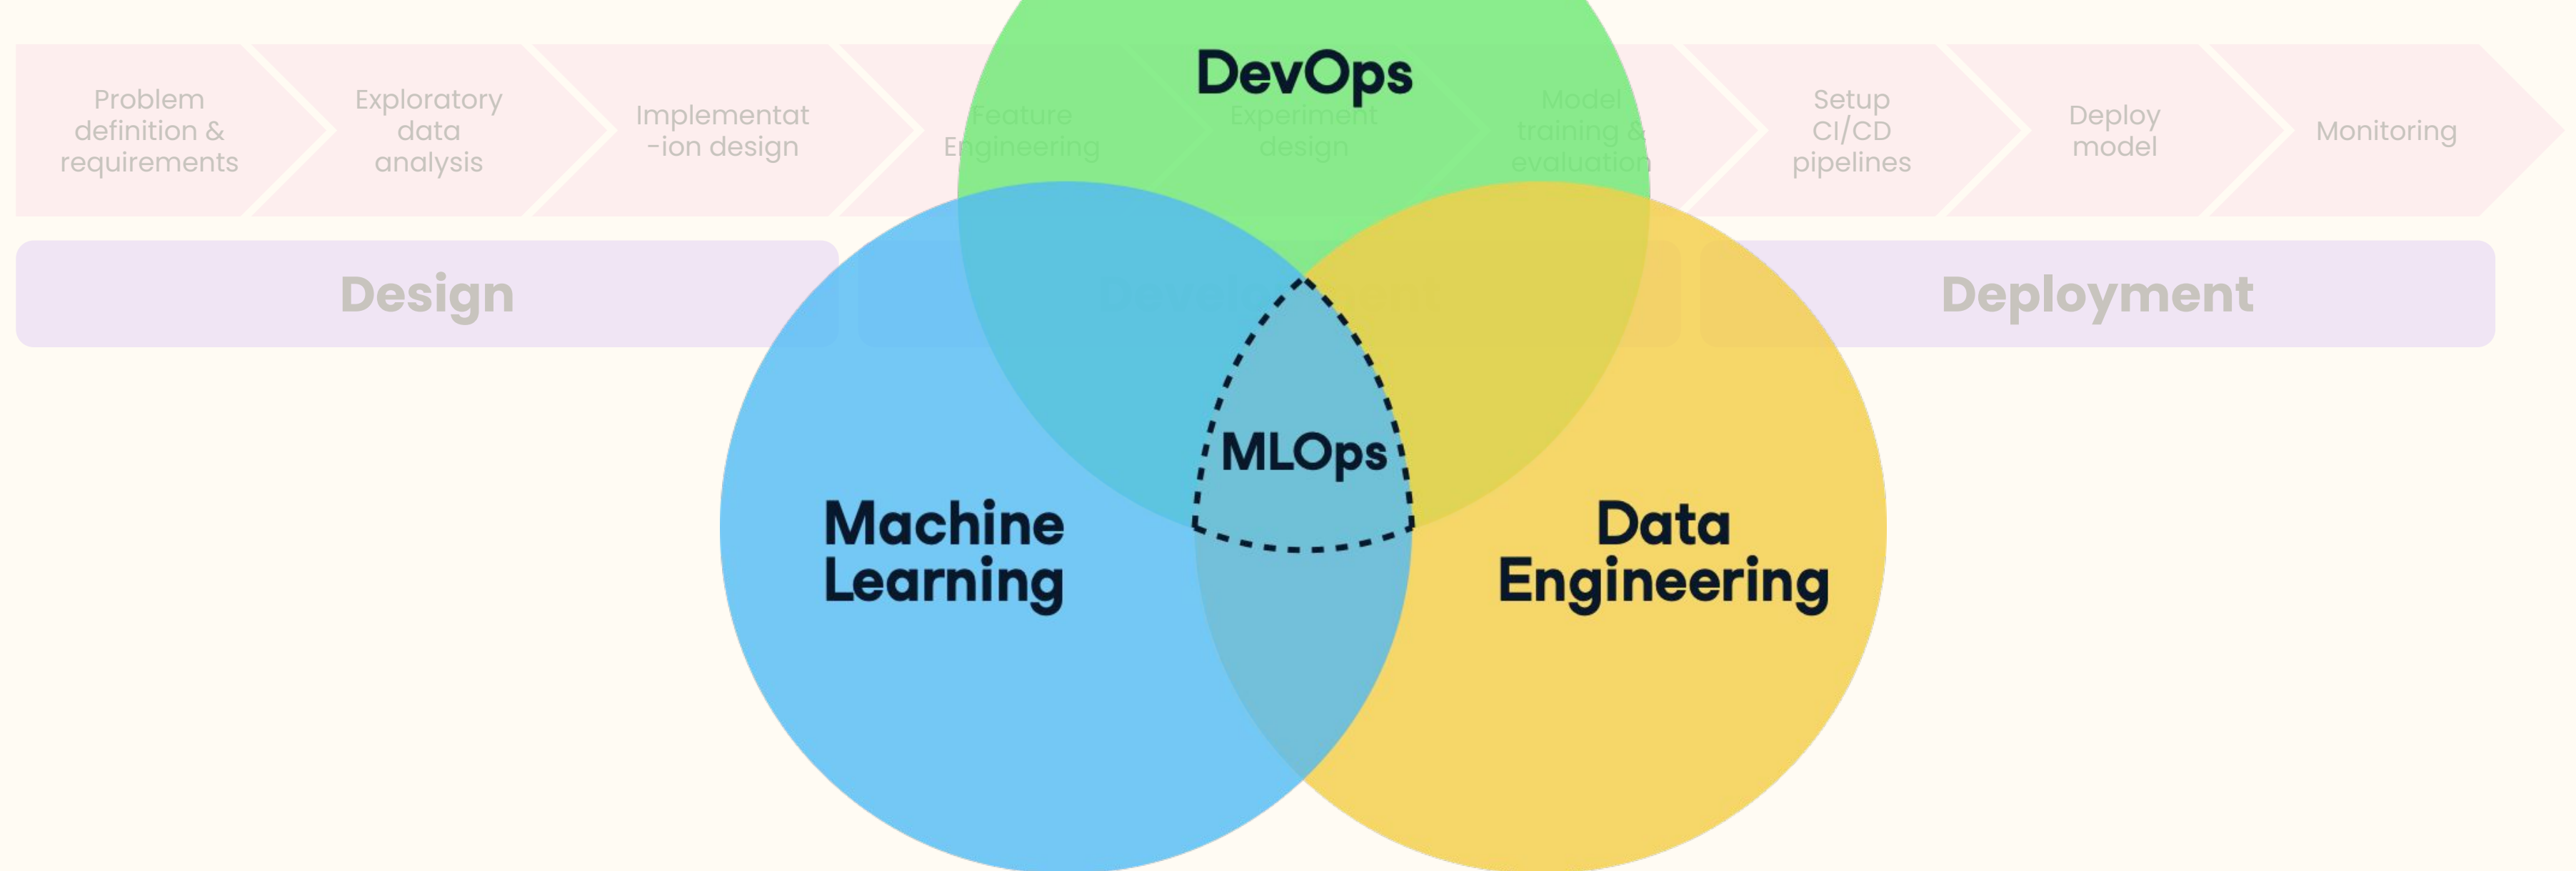 DevOps
Problem
definition &
requirements
Exploratory
data
analysis
Implementat
-ion design
Feature
Engineering
Experiment
design
Model
training &
evaluation
Setup
CI/CD
pipelines
Deploy
model
Monitoring
Design
Deployment
MLOps
Machine
Learning
Data
Engineering